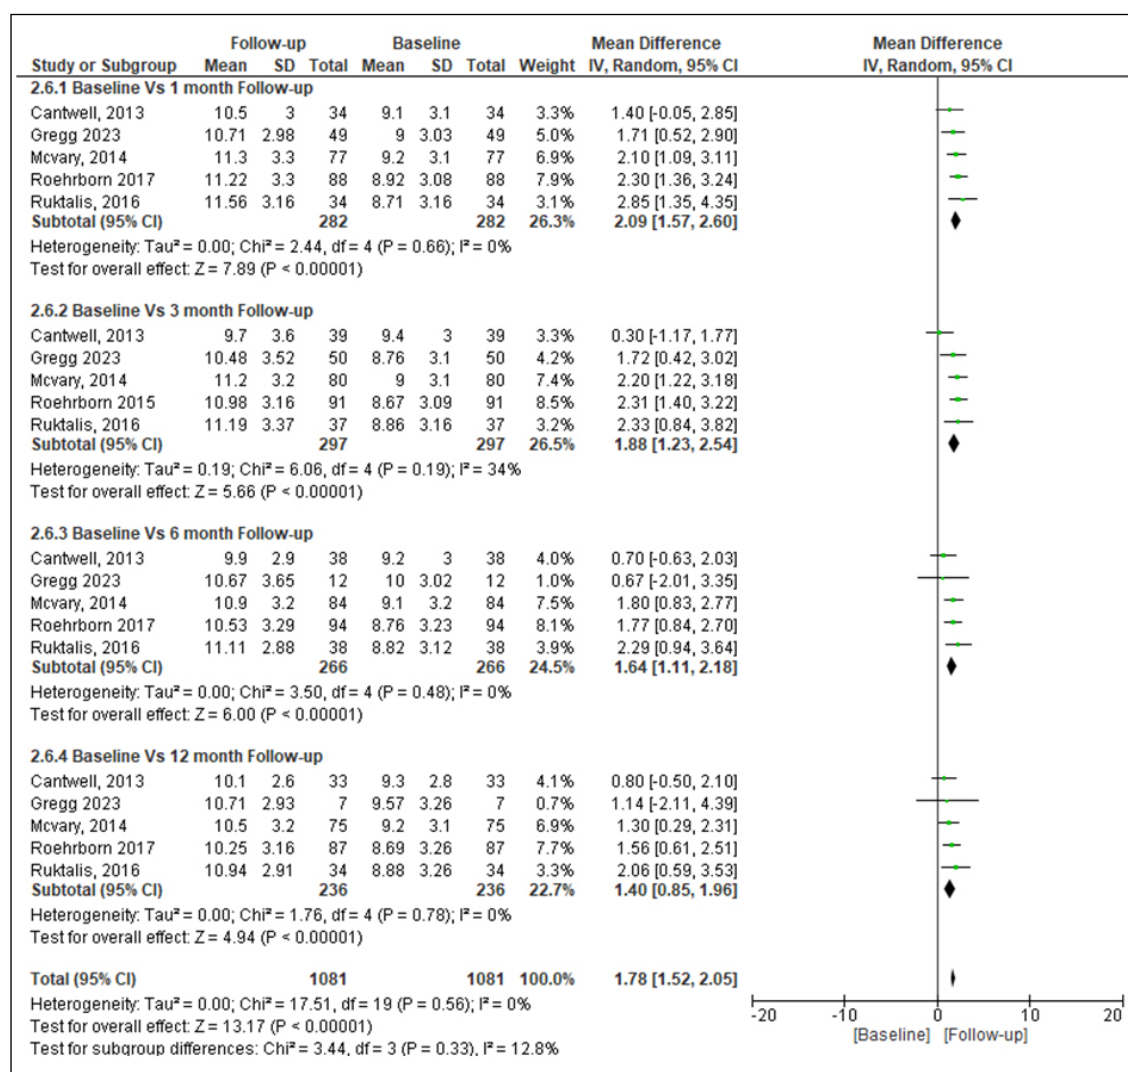 Follow-up Baseline Mean Difference Mean Difference
Study or Subgroup Mean SD Total Mean SD Total Weight IV, Random, 95% CI IV, Random, 95% CI
2.6.1 Baseline Vs 1 month Follow-up
Cantwell, 2013 10.5 3 34 9.1 3.1 34 3.3% 1.40 [-0.05, 2.85]
Gregg 2023 10.71 2.98 49 9 3.03 49 5.0% 1.71 [0.52, 2.90]
Mcvary, 2014 11.3 3.3 77 9.2 3.1 77 6.9% 2.10 [1.09, 3.11]
Roehrborn 2017 11.22 3.3 88 8.92 3.08 88 7.9% 2.30 [1.36, 3.24]
Ruktalis, 2016 11.56 3.16 34 8.71 3.16 34 3.1% 2.85 [1.35, 4.35]
Subtotal (95% CI) 282 282 26.3% 2.09 [1.57, 2.60]
Heterogeneity: Tau² = 0.00; Chi² = 2.44, df = 4 (P = 0.66); I² = 0%
Test for overall effect: Z = 7.89 (P < 0.00001)
2.6.2 Baseline Vs 3 month Follow-up
Cantwell, 2013 9.7 3.6 39 9.4 3 39 3.3% 0.30 [-1.17, 1.77]
Gregg 2023 10.48 3.52 50 8.76 3.1 50 4.2% 1.72 [0.42, 3.02]
Mcvary, 2014 11.2 3.2 80 9 3.1 80 7.4% 2.20 [1.22, 3.18]
Roehrborn 2015 10.98 3.16 91 8.67 3.09 91 8.5% 2.31 [1.40, 3.22]
Ruktalis, 2016 11.19 3.37 37 8.86 3.16 37 3.2% 2.33 [0.84, 3.82]
Subtotal (95% CI) 297 297 26.5% 1.88 [1.23, 2.54]
Heterogeneity: Tau² = 0.19; Chi² = 6.06, df = 4 (P = 0.19); I² = 34%
Test for overall effect: Z = 5.66 (P < 0.00001)
2.6.3 Baseline Vs 6 month Follow-up
Cantwell, 2013 9.9 2.9 38 9.2 3 38 4.0% 0.70 [-0.63, 2.03]
Gregg 2023 10.67 3.65 12 10 3.02 12 1.0% 0.67 [-2.01, 3.35]
Mcvary, 2014 10.9 3.2 84 9.1 3.2 84 7.5% 1.80 [0.83, 2.77]
Roehrborn 2017 10.53 3.29 94 8.76 3.23 94 8.1% 1.77 [0.84, 2.70]
Ruktalis, 2016 11.11 2.88 38 8.82 3.12 38 3.9% 2.29 [0.94, 3.64]
Subtotal (95% CI) 266 266 24.5% 1.64 [1.11, 2.18]
Heterogeneity: Tau² = 0.00; Chi² = 3.50, df = 4 (P = 0.48); I² = 0%
Test for overall effect: Z = 6.00 (P < 0.00001)
2.6.4 Baseline Vs 12 month Follow-up
Cantwell, 2013 10.1 2.6 33 9.3 2.8 33 4.1% 0.80 [-0.50, 2.10]
Gregg 2023 10.71 2.93 7 9.57 3.26 7 0.7% 1.14 [-2.11, 4.39]
Mcvary, 2014 10.5 3.2 75 9.2 3.1 75 6.9% 1.30 [0.29, 2.31]
Roehrborn 2017 10.25 3.16 87 8.69 3.26 87 7.7% 1.56 [0.61, 2.51]
Ruktalis, 2016 10.94 2.91 34 8.88 3.26 34 3.3% 2.06 [0.59, 3.53]
Subtotal (95% CI) 236 236 22.7% 1.40 [0.85, 1.96]
Heterogeneity: Tau² = 0.00; Chi² = 1.76, df = 4 (P = 0.78); I² = 0%
Test for overall effect: Z = 4.94 (P < 0.00001)
Total (95% CI) 1081 1081 100.0% 1.78 [1.52, 2.05]
Heterogeneity: Tau² = 0.00; Chi² = 17.51, df = 19 (P = 0.56); I² = 0%
Test for overall effect: Z = 13.17 (P < 0.00001)
Test for subgroup differences: Chi² = 3.44, df = 3 (P = 0.33), I² = 12.8%
-20 -10 0 10 20
[Baseline] [Follow-up]